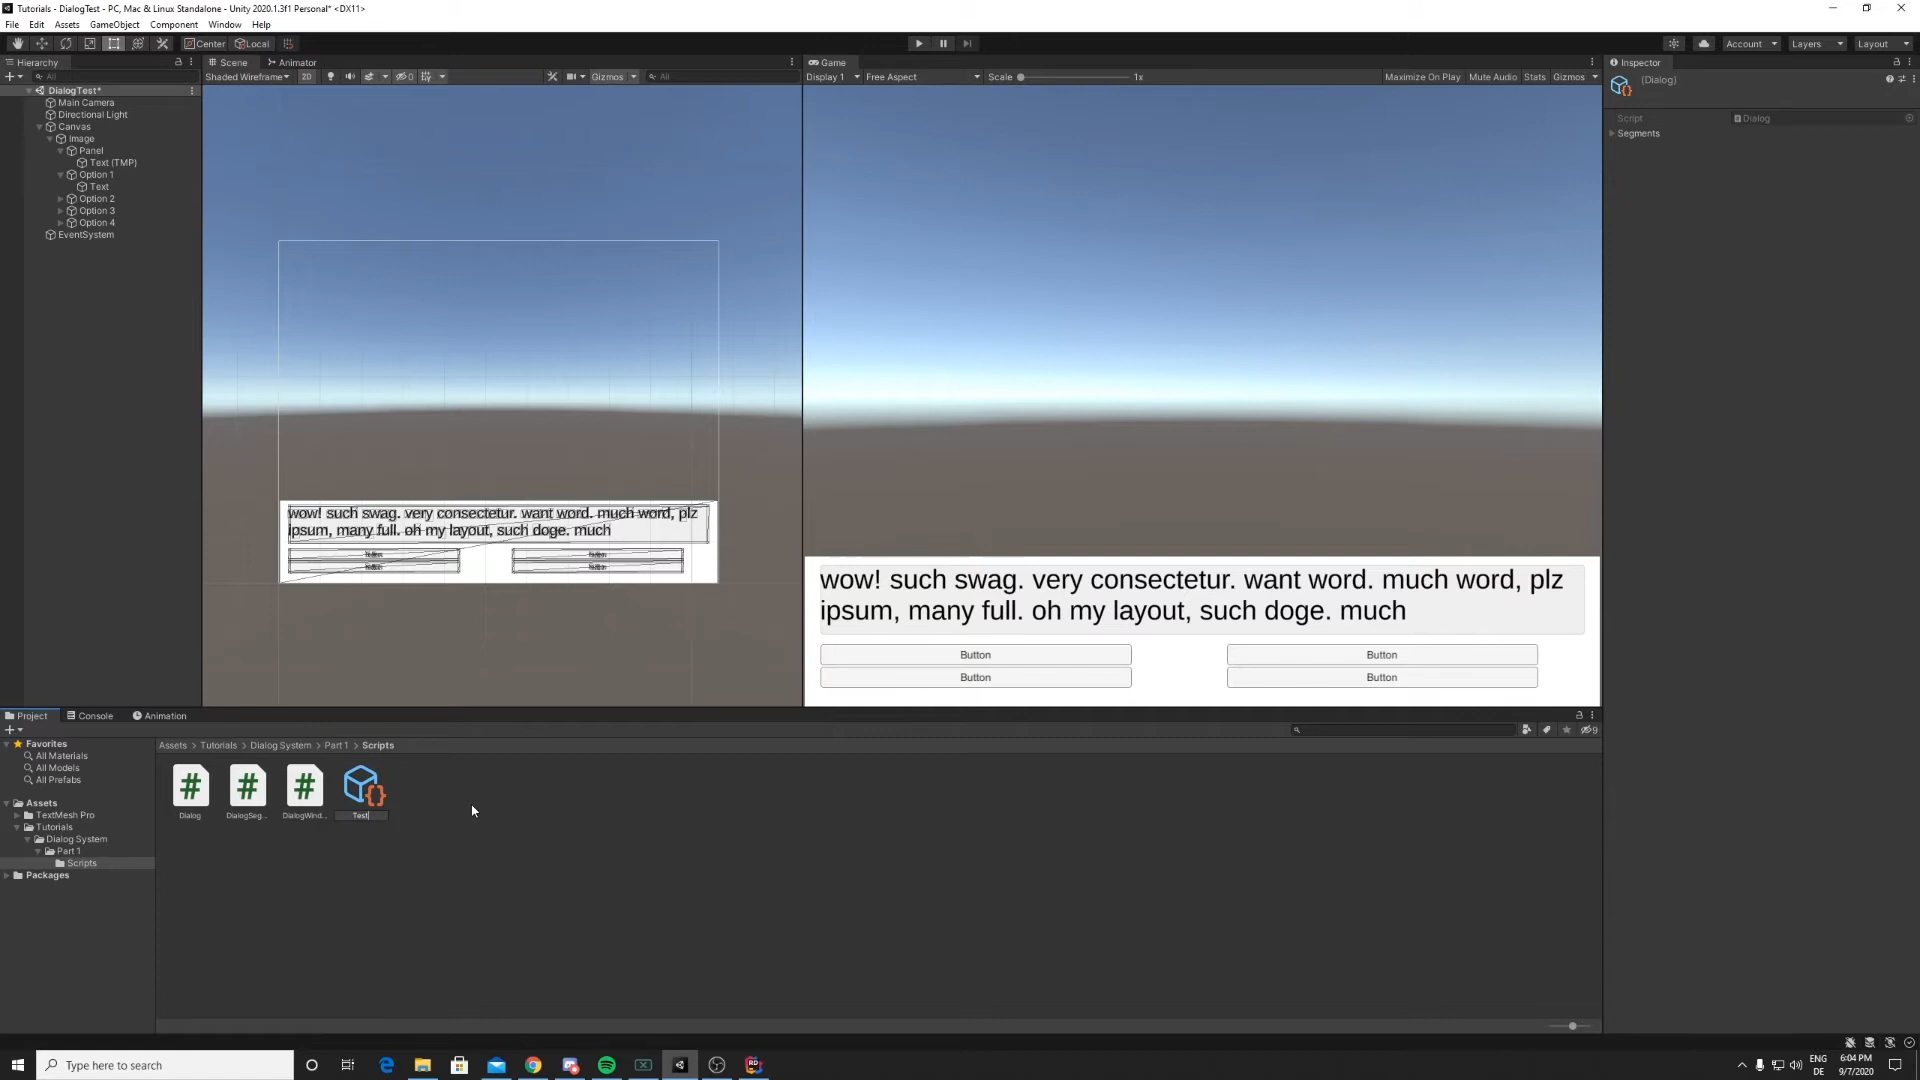 Tutorials - DialogTest - PC, Mac & Linux Standalone - Unity 2020.1.3f1 Personal* <DX11>
File Edit Assets GameObject Component Window Help
Center Local
Account Layers Layout
Hierarchy
All
DialogTest*
Main Camera
Directional Light
Canvas
Image
Panel
Text (TMP)
Option 1
Text
Option 2
Option 3
Option 4
EventSystem
Scene Animator
Shaded Wireframe 2D 0 Gizmos All
wow! such swag. very consectetur. want word. much word, plz
ipsum, many full. oh my layout, such doge. much
Game
Display 1 Free Aspect Scale 1x Maximize On Play Mute Audio Stats Gizmos
wow! such swag. very consectetur. want word. much word, plz
ipsum, many full. oh my layout, such doge. much
Button Button
Button Button
Inspector
(Dialog)
Script Dialog
Segments
Project Console Animation
9
Favorites
All Materials
All Models
All Prefabs
Assets
TextMesh Pro
Tutorials
Dialog System
Part 1
Scripts
Packages
Assets > Tutorials > Dialog System > Part 1 > Scripts
# # # {}
Dialog DialogSeg... DialogWind... Test
Type here to search
ENG
DE
6:04 PM
9/7/2020